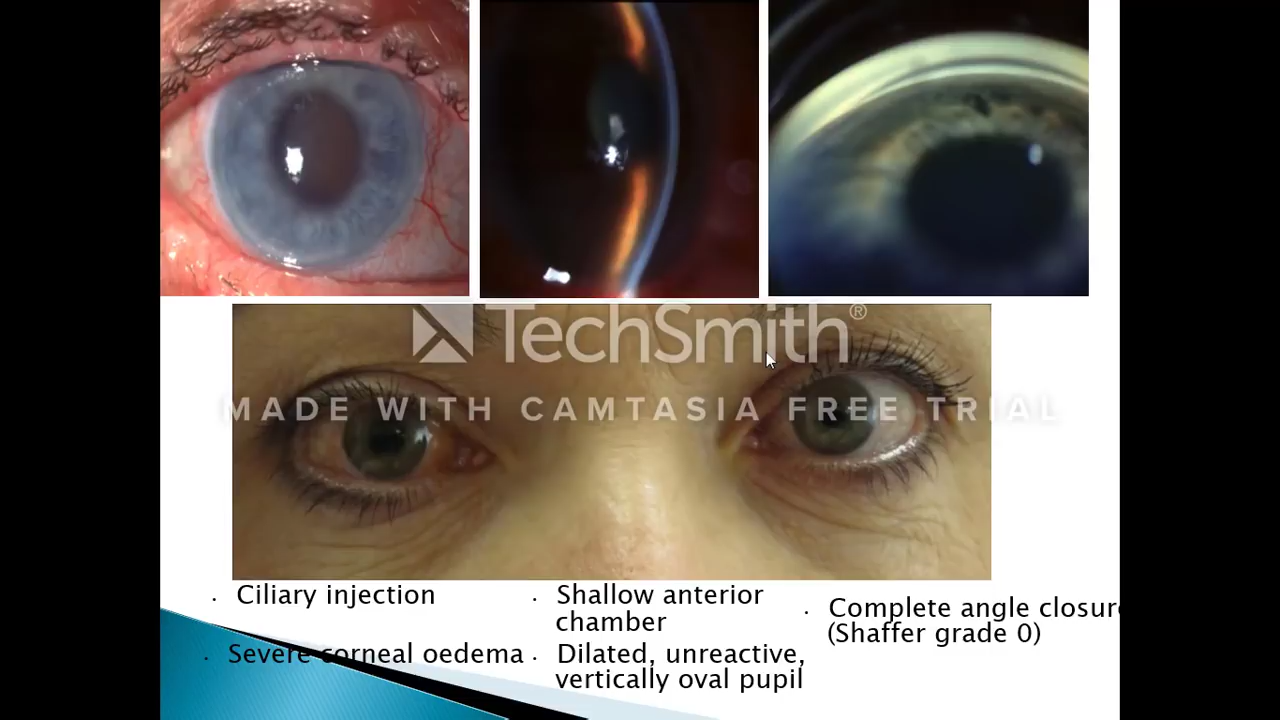 TechSmith®
MADE WITH CAMTASIA FREE TRIAL
Ciliary injection
Severe corneal oedema
Shallow anterior
chamber
Dilated, unreactive,
vertically oval pupil
Complete angle closure
(Shaffer grade 0)